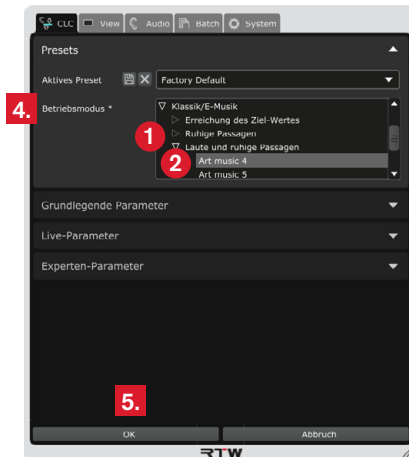 CLC View Audio Batch System
Presets
Aktives Preset Factory Default
4. Betriebsmodus * Klassik/E-Musik
Erreichung des Ziel-Wertes
1 Ruhige Passagen
Laute und ruhige Passagen
2 Art music 4
Art music 5
Grundlegende Parameter
Live-Parameter
Experten-Parameter
5.
OK Abbruch
RTW